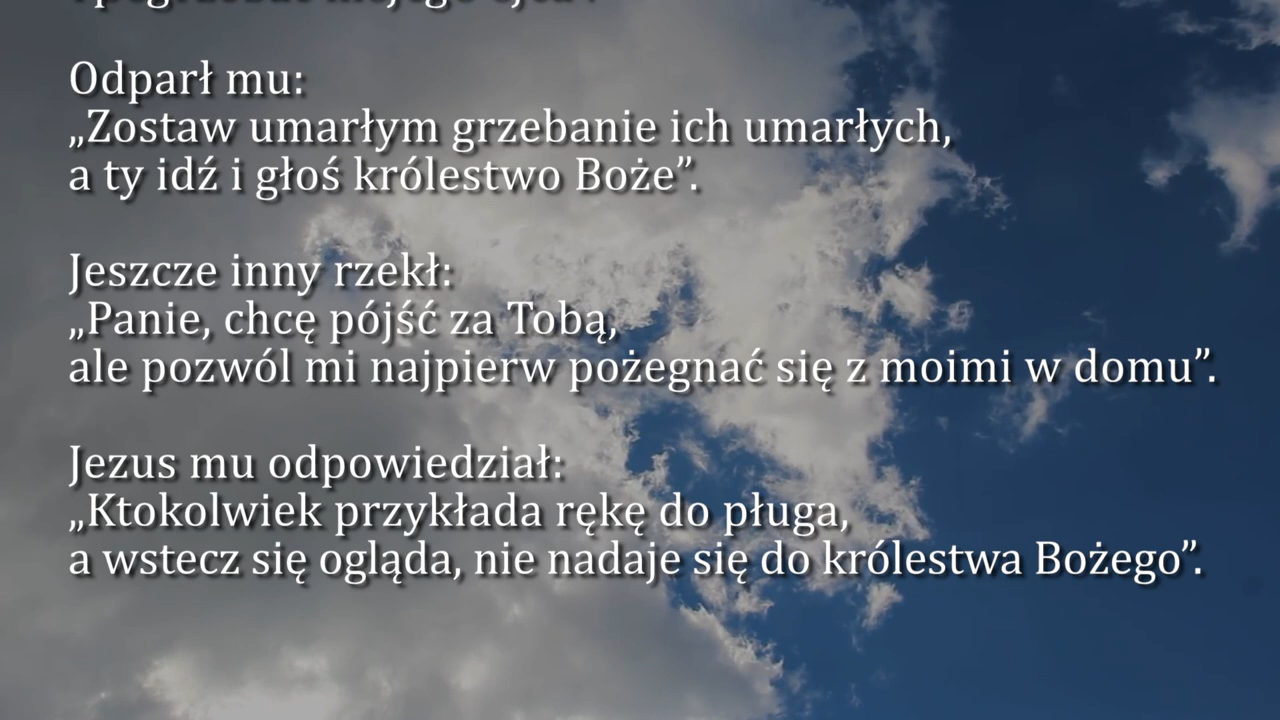 Odparł mu:
„Zostaw umarłym grzebanie ich umarłych,
a ty idź i głoś królestwo Boże”.
Jeszcze inny rzekł:
„Panie, chcę pójść za Tobą,
ale pozwól mi najpierw pożegnać się z moimi w domu”.
Jezus mu odpowiedział:
„Ktokolwiek przykłada rękę do pługa,
a wstecz się ogląda, nie nadaje się do królestwa Bożego”.